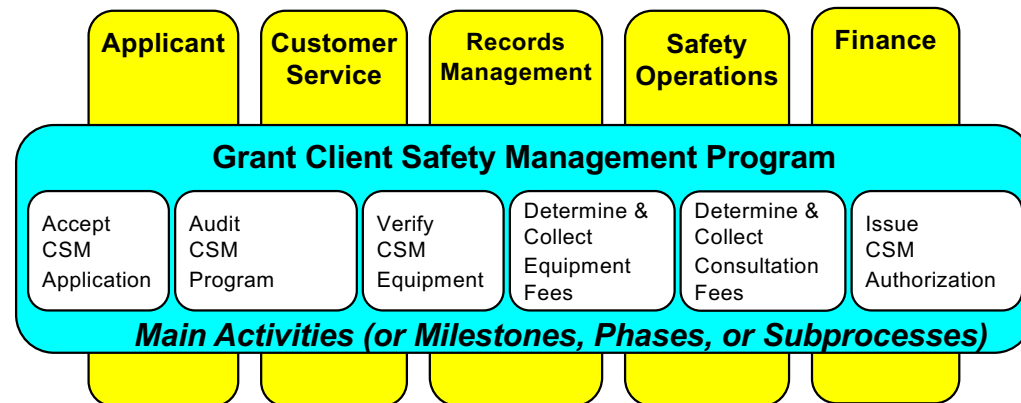 Applicant
Customer
Service
Records
Management
Safety
Operations
Finance
Grant Client Safety Management Program
Accept
CSM
Application
Audit
CSM
Program
Verify
CSM
Equipment
Determine &
Collect
Equipment
Fees
Determine &
Collect
Consultation
Fees
Issue
CSM
Authorization
Main Activities (or Milestones, Phases, or Subprocesses)